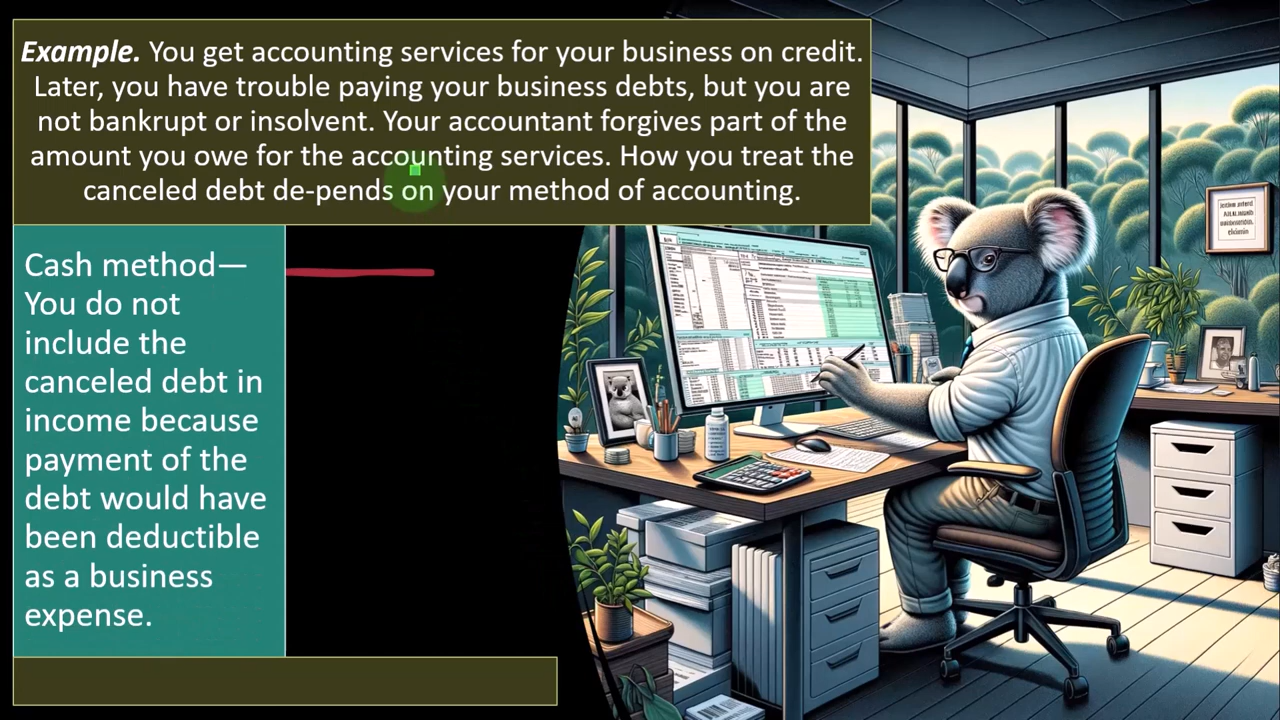 Example. You get accounting services for your business on credit.
Later, you have trouble paying your business debts, but you are
not bankrupt or insolvent. Your accountant forgives part of the
amount you owe for the accounting services. How you treat the
canceled debt de-pends on your method of accounting.
Cash method—
You do not
include the
canceled debt in
income because
payment of the
debt would have
been deductible
as a business
expense.